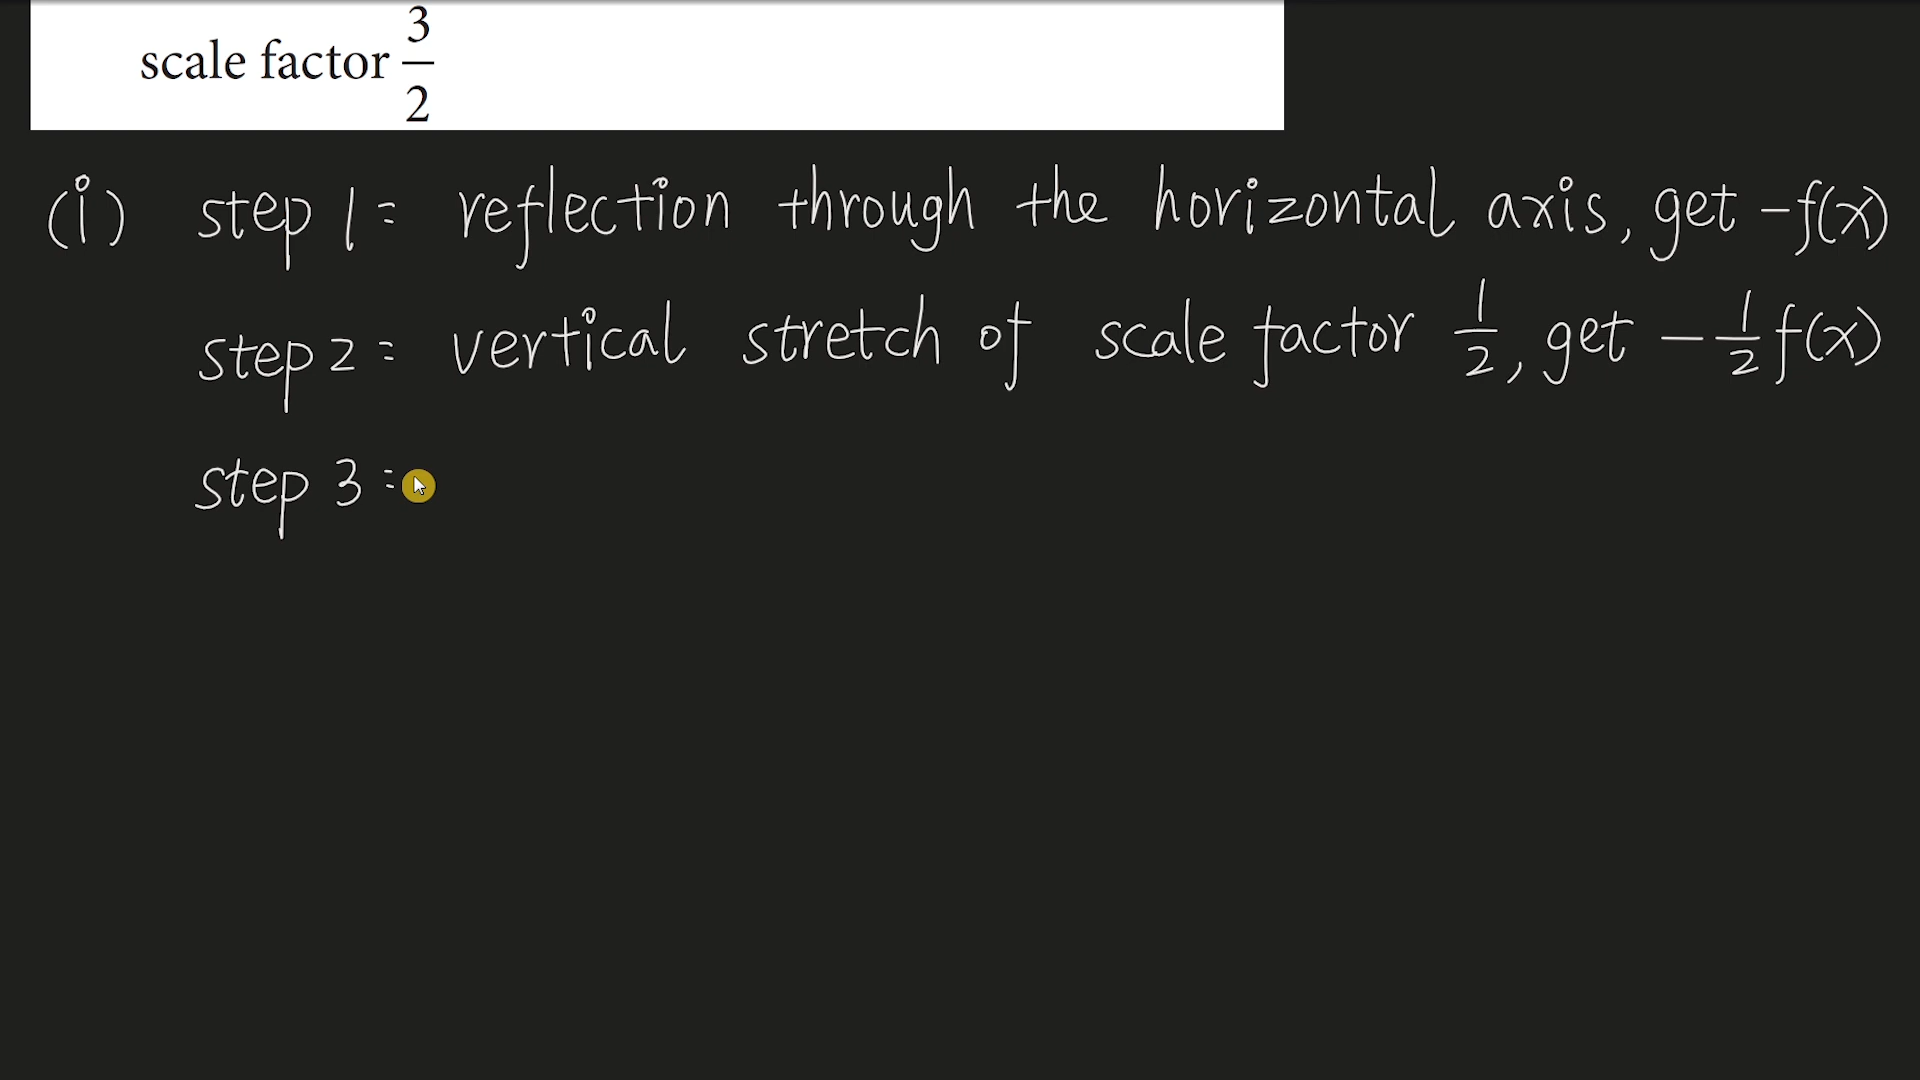 scale factor 3/2
(i) step 1: reflection through the horizontal axis, get -f(x)
step 2: vertical stretch of scale factor 1/2, get -1/2 f(x)
step 3: